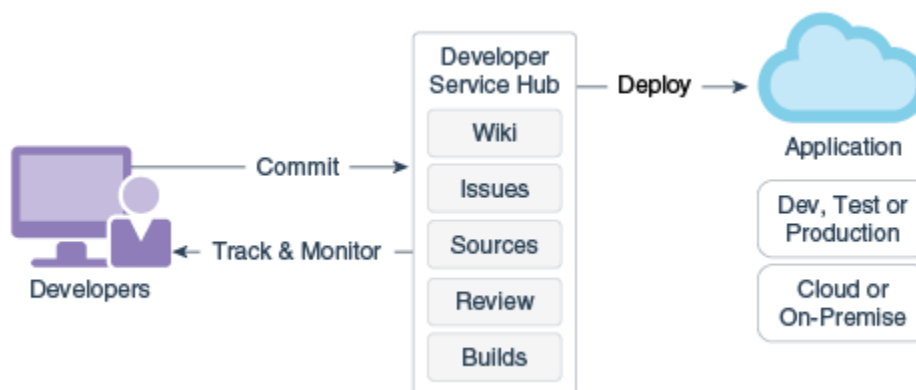 Developer
Service Hub
Wiki
Issues
Sources
Review
Builds
Commit
Track & Monitor
Developers
Deploy
Application
Dev, Test or
Production
Cloud or
On-Premise